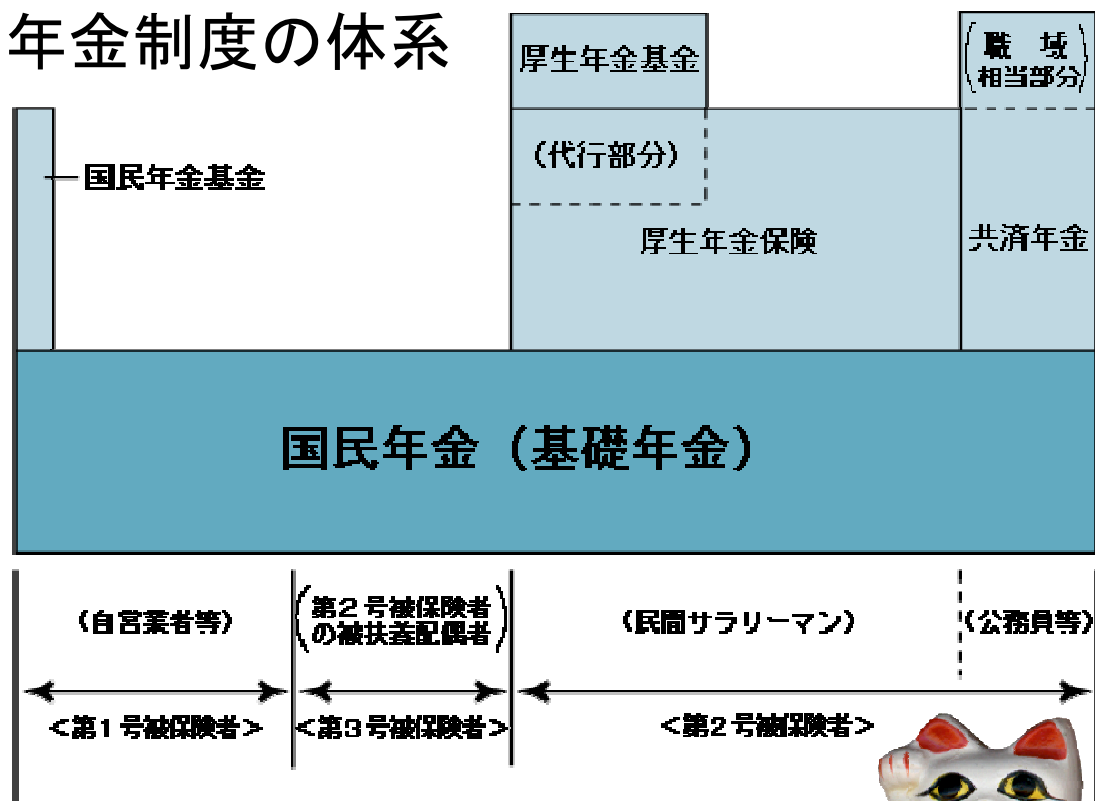 年金制度の体系
厚生年金基金
(職 域
相当部分)
(代行部分)
国民年金基金
厚生年金保険
共済年金
国民年金(基礎年金)
(自営業者等)
(第2号被保険者
の被扶養配偶者)
(民間サラリーマン)
(公務員等)
<第1号被保険者>
<第3号被保険者>
<第2号被保険者>